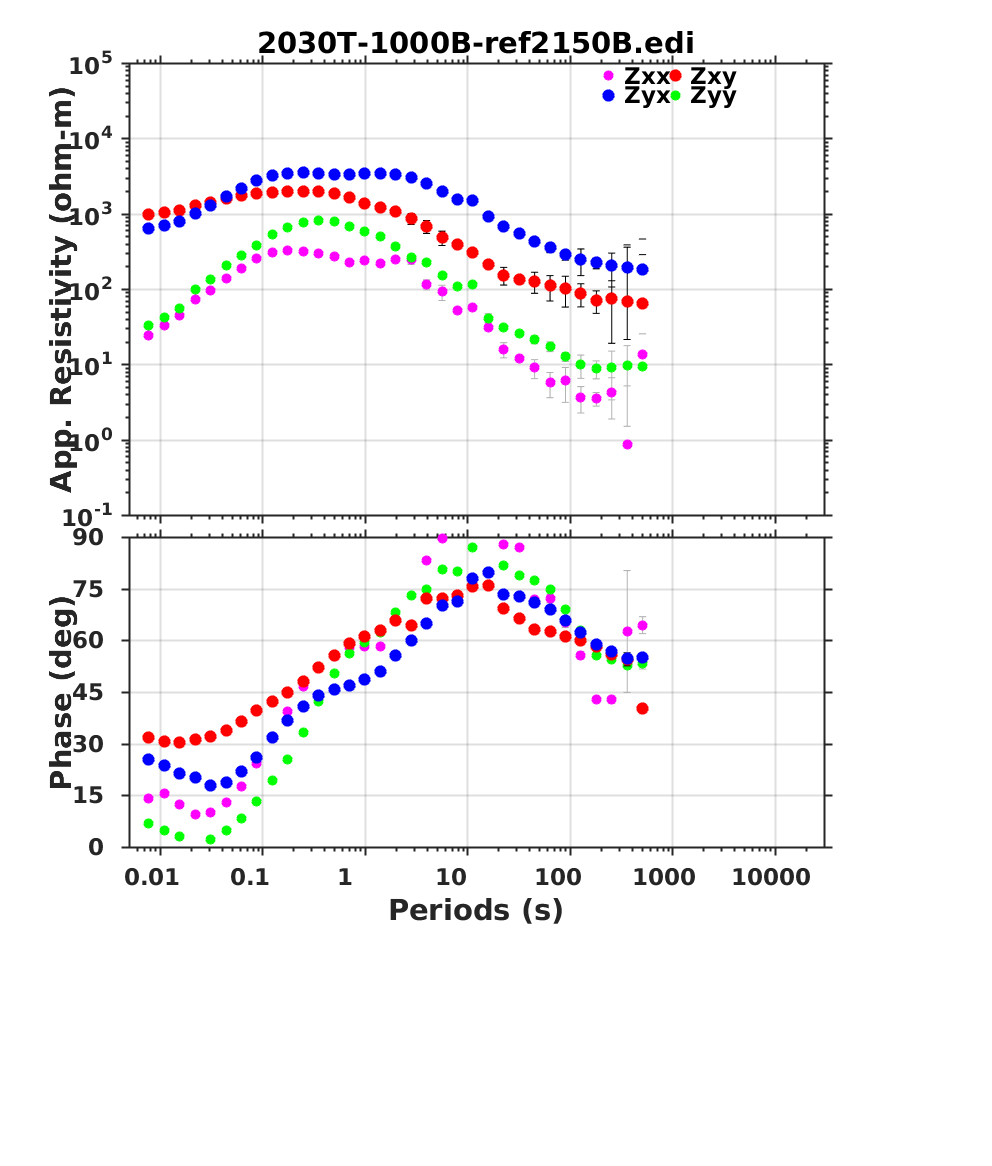 2030T-1000B-ref2150B.edi
Zxx Zxy
Zyx Zyy
App. Resistivity (ohm-m)
10^5
10^4
10^3
10^2
10^1
10^0
10^-1
Phase (deg)
90
75
60
45
30
15
0
0.01 0.1 1 10 100 1000 10000
Periods (s)